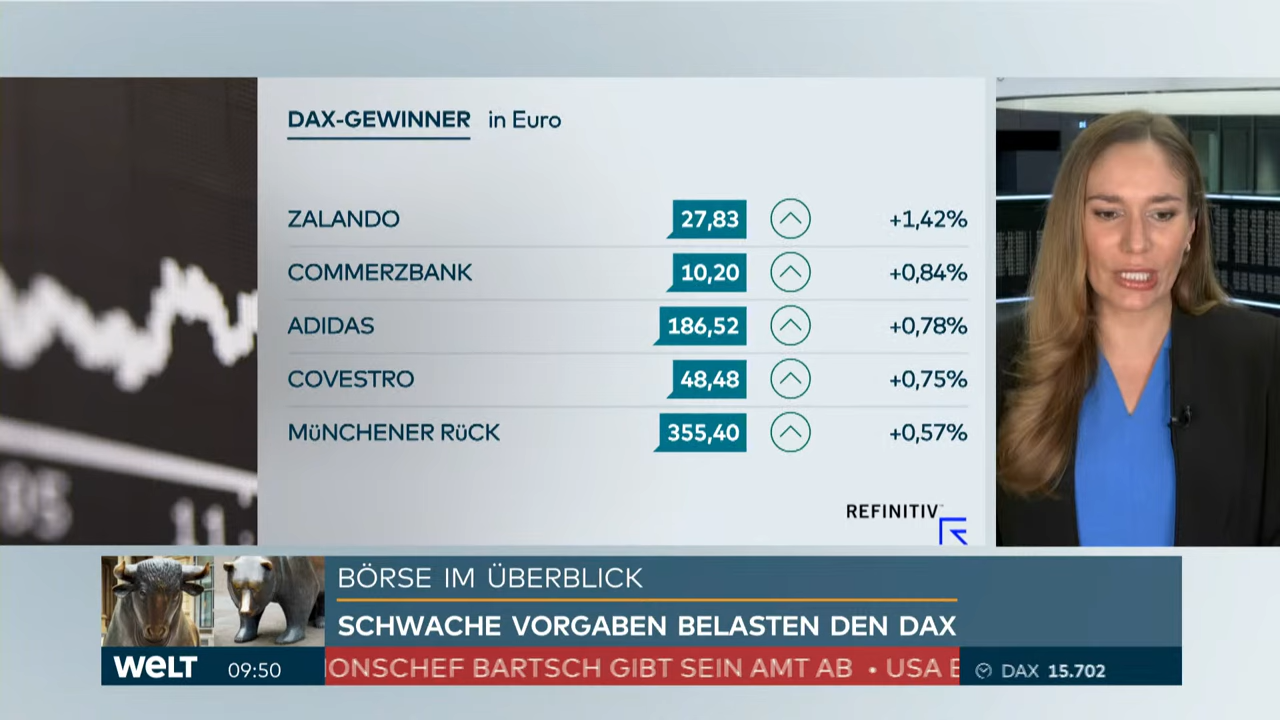 DAX-GEWINNER in Euro
ZALANDO 27,83 +1,42%
COMMERZBANK 10,20 +0,84%
ADIDAS 186,52 +0,78%
COVESTRO 48,48 +0,75%
MüNCHENER RüCK 355,40 +0,57%
REFINITIV
BÖRSE IM ÜBERBLICK
SCHWACHE VORGABEN BELASTEN DEN DAX
WELT 09:50 IONSCHEF BARTSCH GIBT SEIN AMT AB • USA DAX 15.702